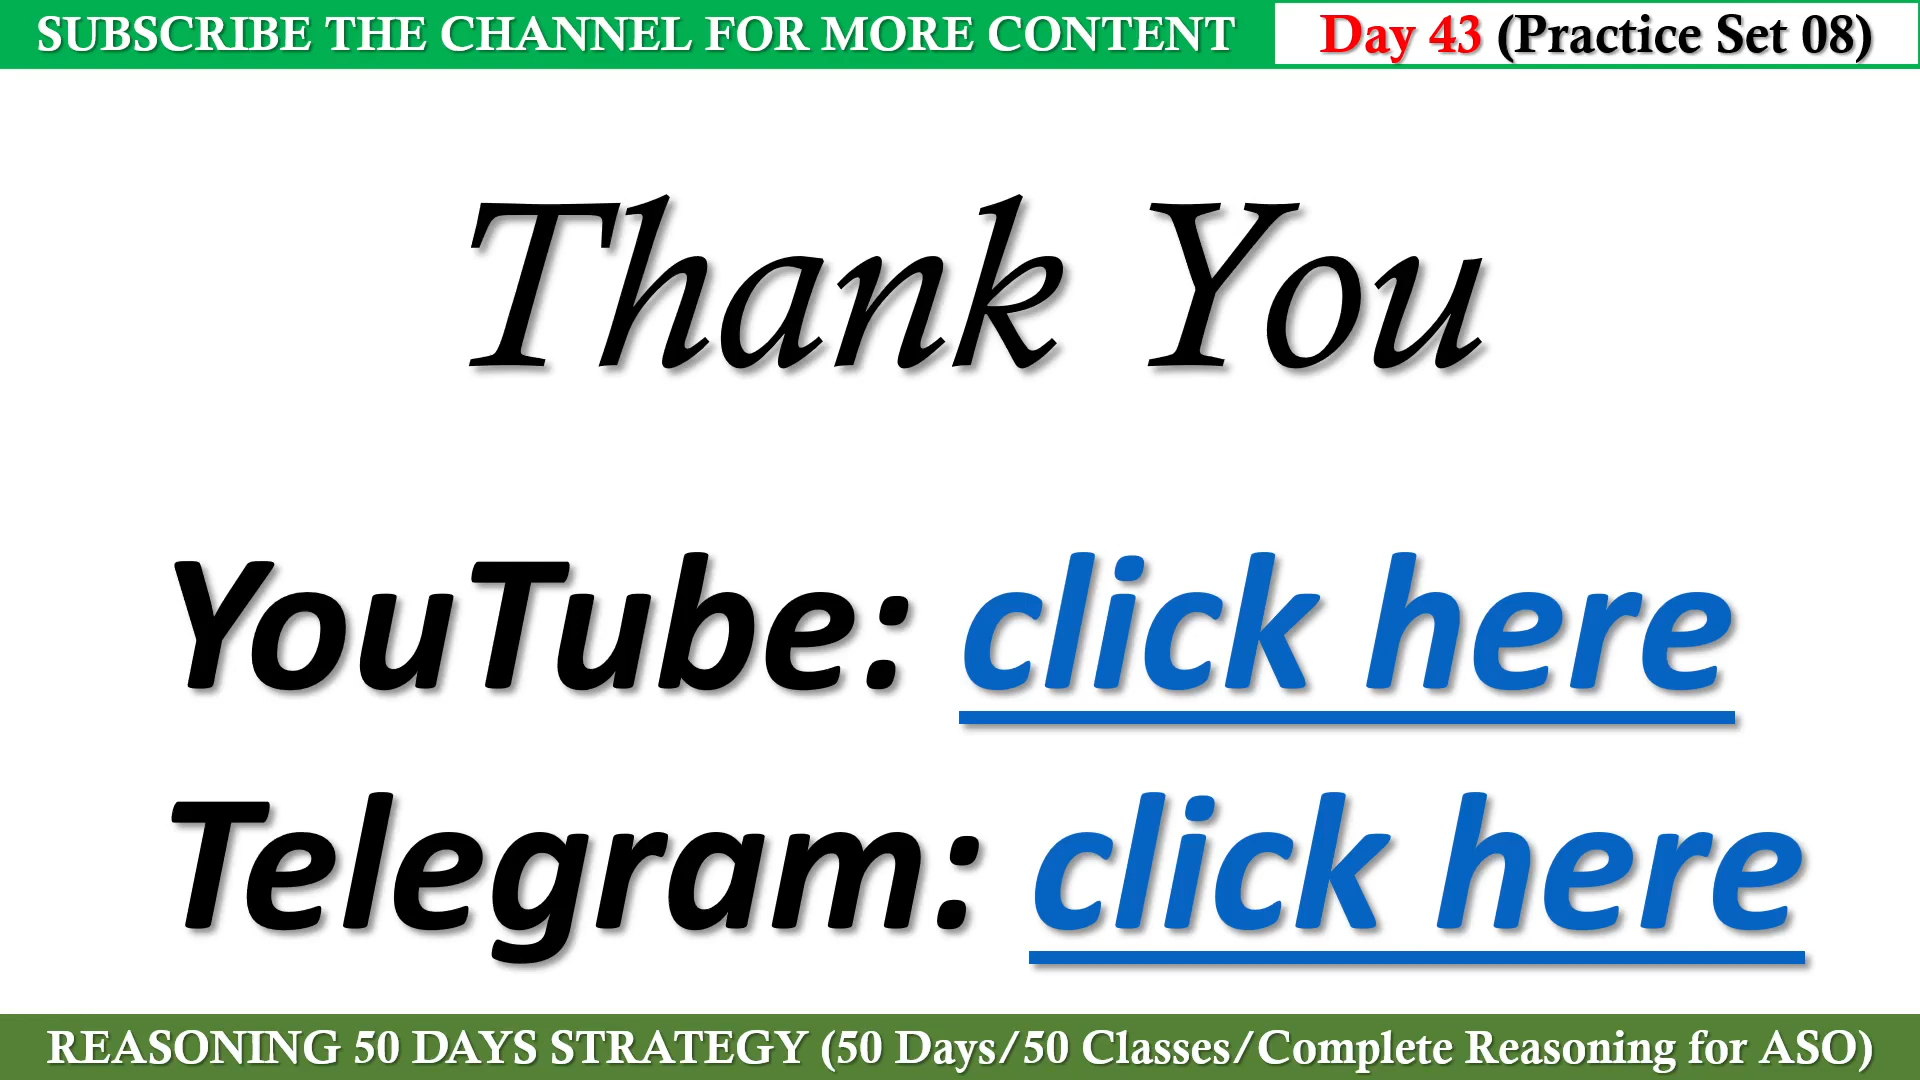 SUBSCRIBE THE CHANNEL FOR MORE CONTENT
Day 43 (Practice Set 08)
Thank You
YouTube: click here
Telegram: click here
REASONING 50 DAYS STRATEGY (50 Days/50 Classes/Complete Reasoning for ASO)